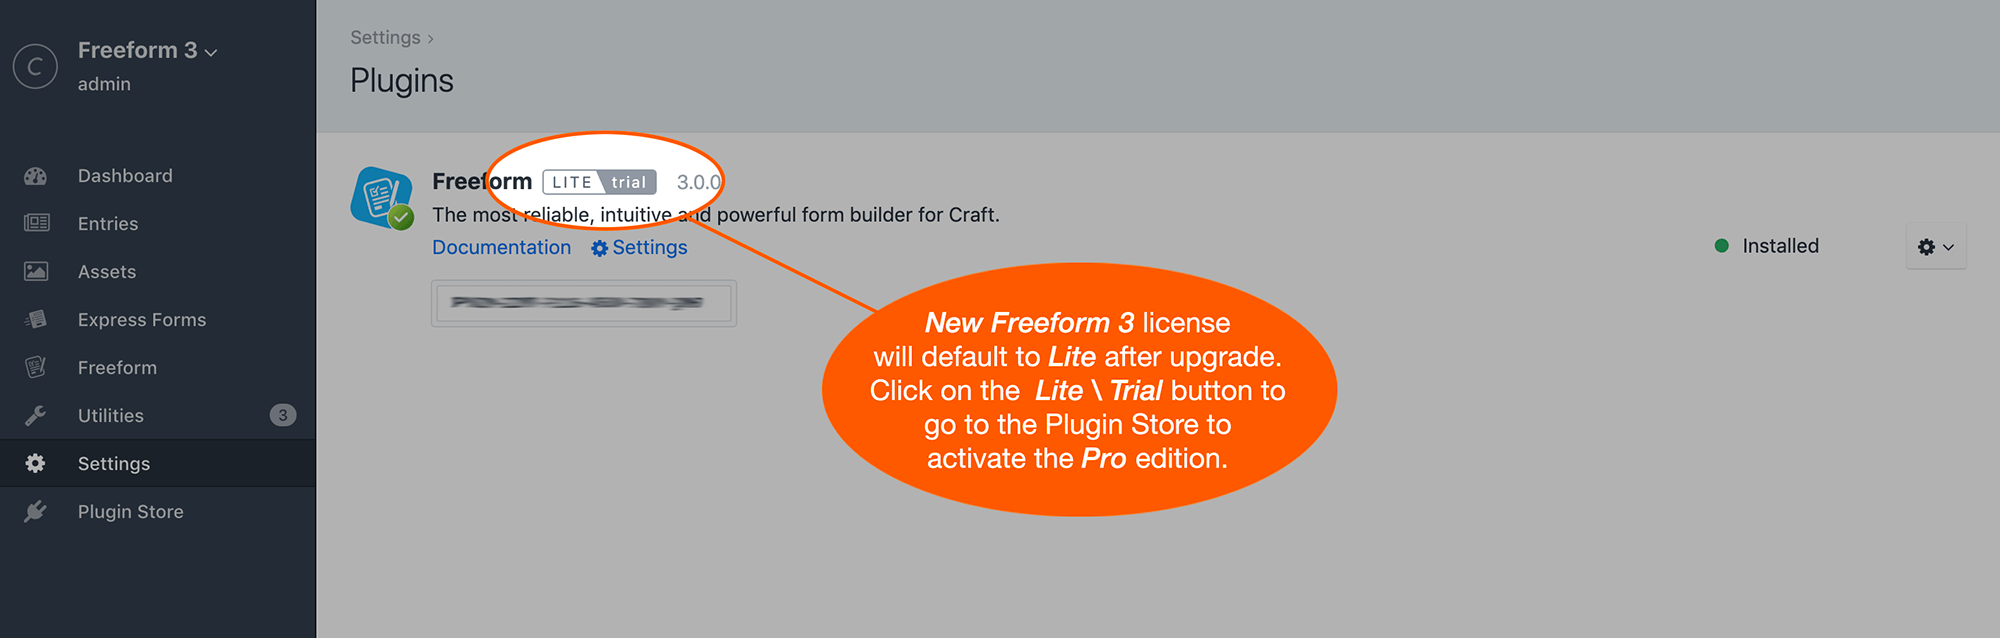 C
Freeform 3
admin
Dashboard
Entries
Assets
Express Forms
Freeform
Utilities 3
Settings
Plugin Store
Settings ›
Plugins
Freeform LITE trial 3.0.0
The most reliable, intuitive and powerful form builder for Craft.
Documentation Settings
Installed
New Freeform 3 license
will default to Lite after upgrade.
Click on the Lite \ Trial button to
go to the Plugin Store to
activate the Pro edition.